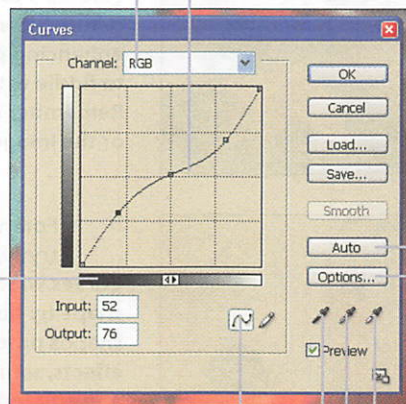 Curves
Channel: RGB
OK
Cancel
Load...
Save...
Smooth
Auto
Options...
Input: 52
Output: 76
Preview